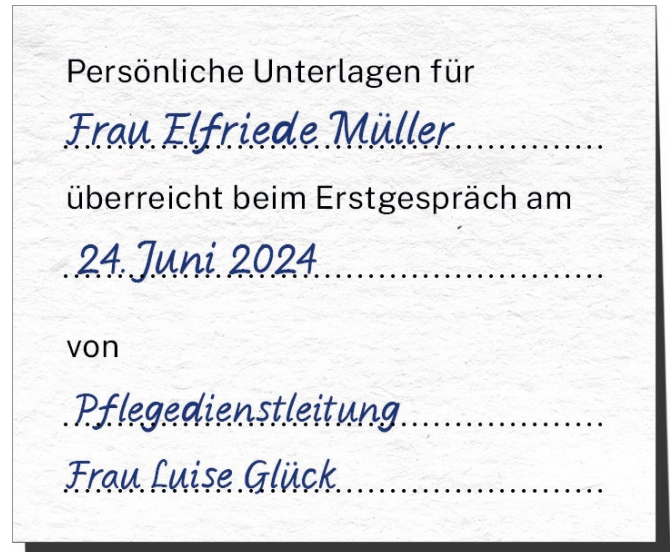 Persönliche Unterlagen für
Frau Elfriede Müller
überreicht beim Erstgespräch am
24. Juni 2024
von
Pflegedienstleitung
Frau Luise Glück